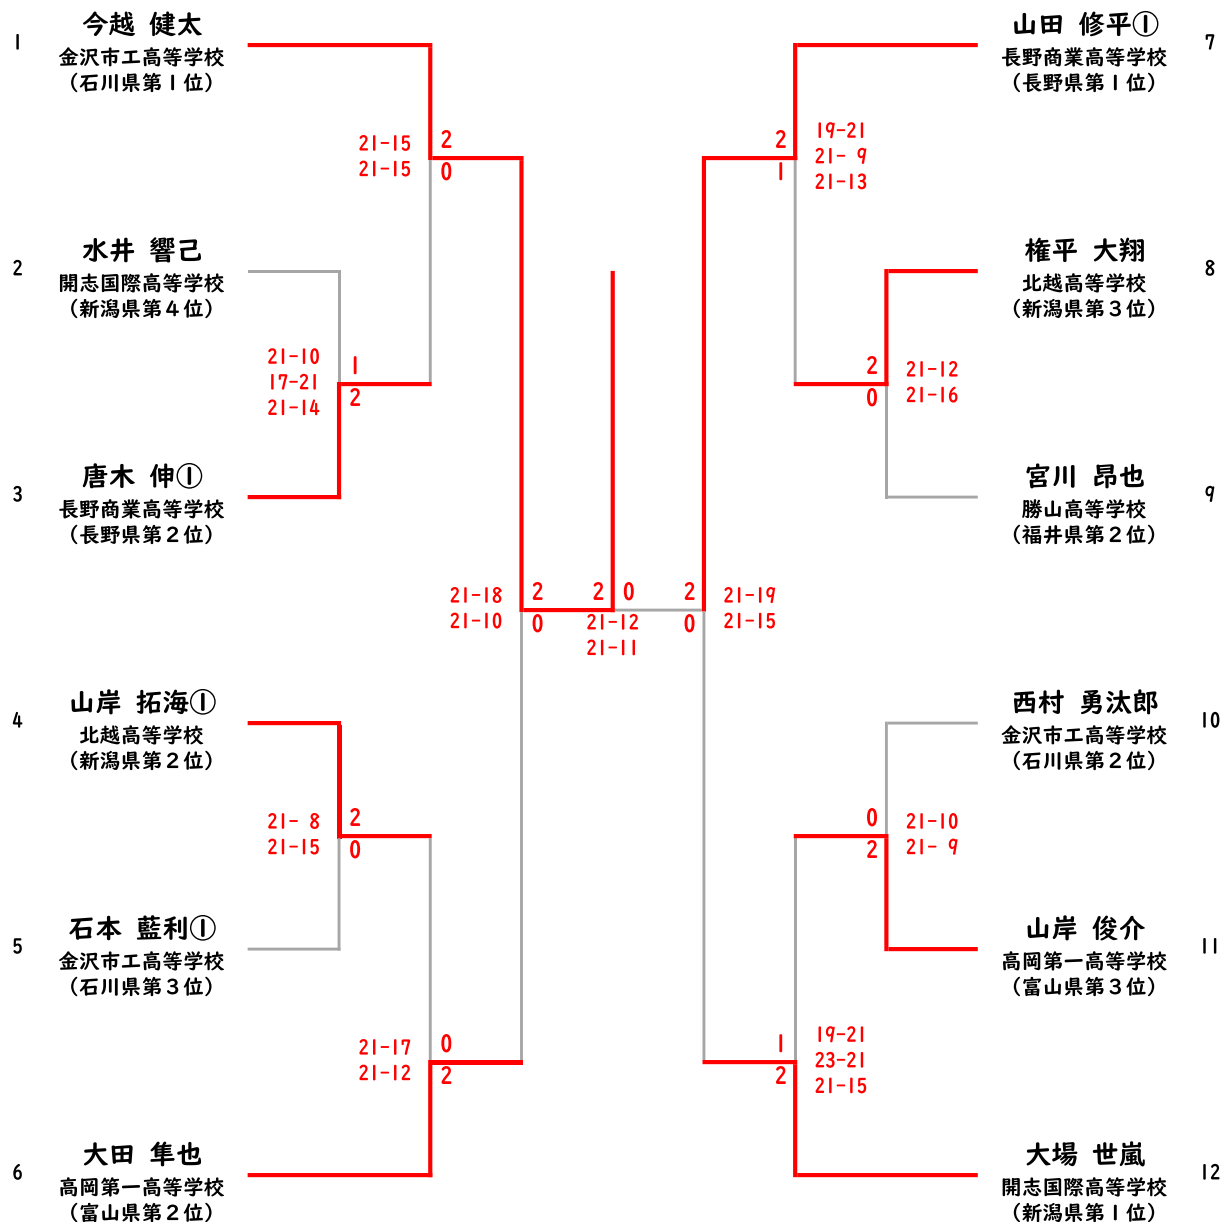 1
今越 健太
金沢市工高等学校
（石川県第１位）
21-15
21-15
2
0
2
水井 響己
開志国際高等学校
（新潟県第４位）
21-10
17-21
21-14
1
2
3
唐木 伸①
長野商業高等学校
（長野県第２位）
21-18
21-10
2
0
4
山岸 拓海①
北越高等学校
（新潟県第２位）
21- 8
21-15
2
0
5
石本 藍利①
金沢市工高等学校
（石川県第３位）
21-17
21-12
0
2
6
大田 隼也
高岡第一高等学校
（富山県第２位）
2
0
21-12
21-11
山田 修平①
7
長野商業高等学校
（長野県第１位）
2
1
19-21
21- 9
21-13
権平 大翔
8
北越高等学校
（新潟県第３位）
2
0
21-12
21-16
宮川 昂也
9
勝山高等学校
（福井県第２位）
2
0
21-19
21-15
西村 勇汰郎
10
金沢市工高等学校
（石川県第２位）
0
2
21-10
21- 9
山岸 俊介
11
高岡第一高等学校
（富山県第３位）
1
2
19-21
23-21
21-15
大場 世嵐
12
開志国際高等学校
（新潟県第１位）